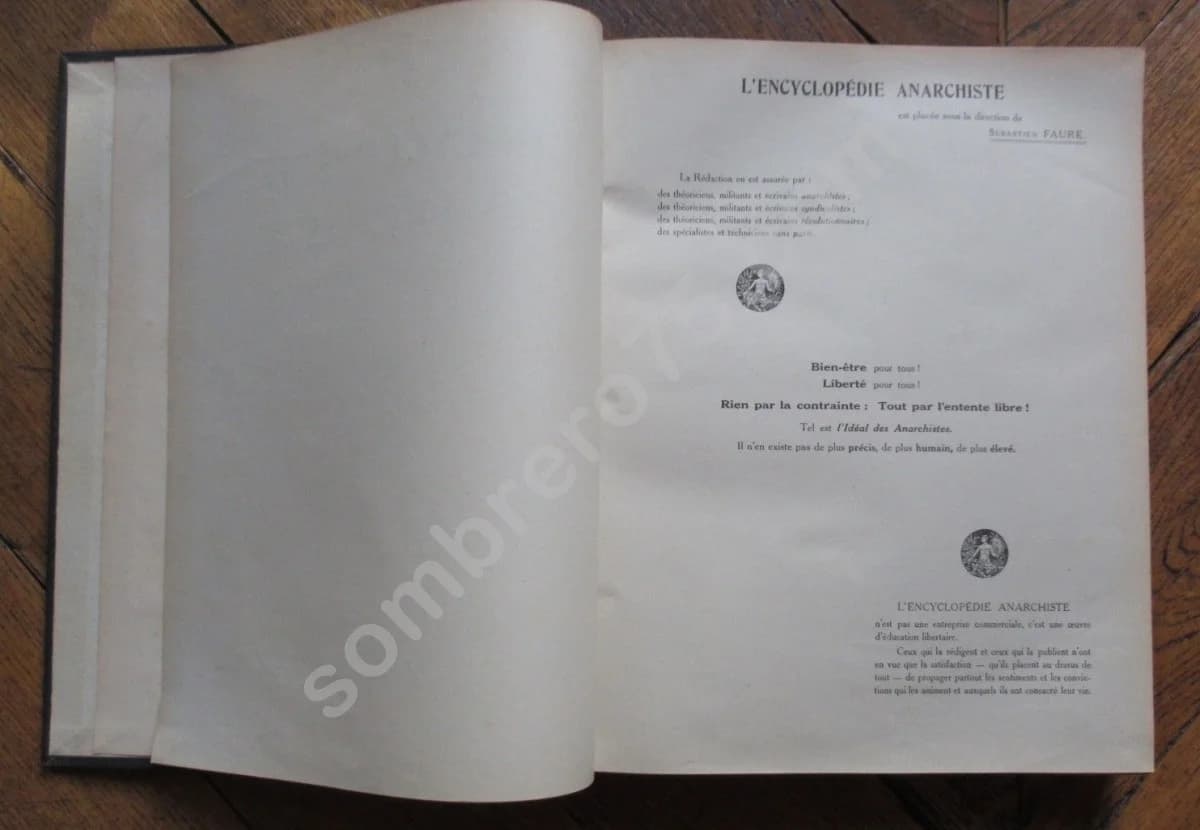 L'ENCYCLOPÉDIE ANARCHISTE
est placée sous la direction de
Sébastien FAURE.
La Rédaction en est assurée par :
des théoriciens, militants et écrivains anarchistes ;
des théoriciens, militants et écrivains syndicalistes ;
des théoriciens, militants et écrivains révolutionnaires ;
des spécialistes et techniciens sans parti.
Bien-être pour tous !
Liberté pour tous !
Rien par la contrainte : Tout par l'entente libre !
Tel est l'Idéal des Anarchistes.
Il n'en existe pas de plus précis, de plus humain, de plus élevé.
L'ENCYCLOPÉDIE ANARCHISTE
n'est pas une entreprise commerciale, c'est une œuvre
d'éducation libertaire.
Ceux qui la rédigent et ceux qui la publient n'ont
en vue que la satisfaction — qu'ils placent au dessus de
tout — de propager partout les sentiments et les convic-
tions qui les animent et auxquels ils ont consacré leur vie.
sombrero7